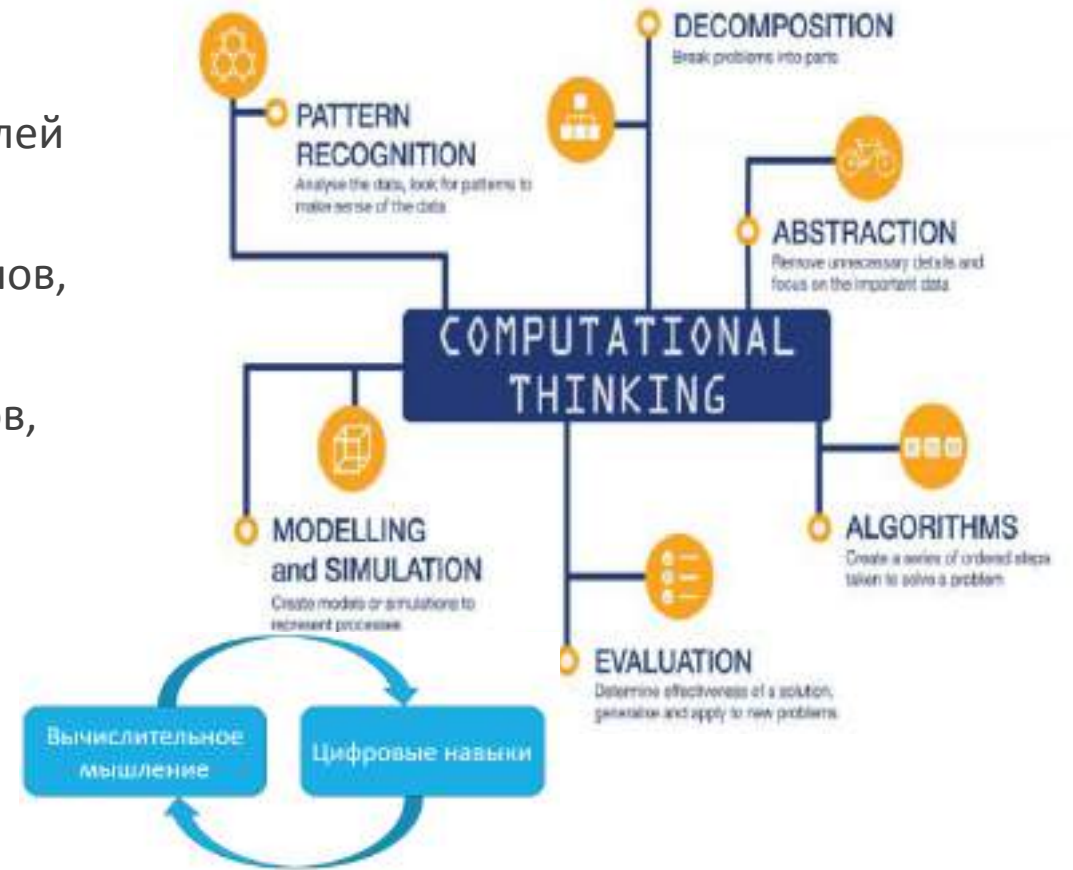 лей
нов,
в,
PATTERN
RECOGNITION
Analyse the data, look for patterns to
make sense of the data
DECOMPOSITION
Break problems into parts
ABSTRACTION
Remove unnecessary details and
focus on the important data
COMPUTATIONAL
THINKING
MODELLING
and SIMULATION
Create models or simulations to
represent processes
ALGORITHMS
Create a series of ordered steps
taken to solve a problem
EVALUATION
Determine effectiveness of a solution,
generalise and apply to new problems
Вычислительное
мышление
Цифровые навыки